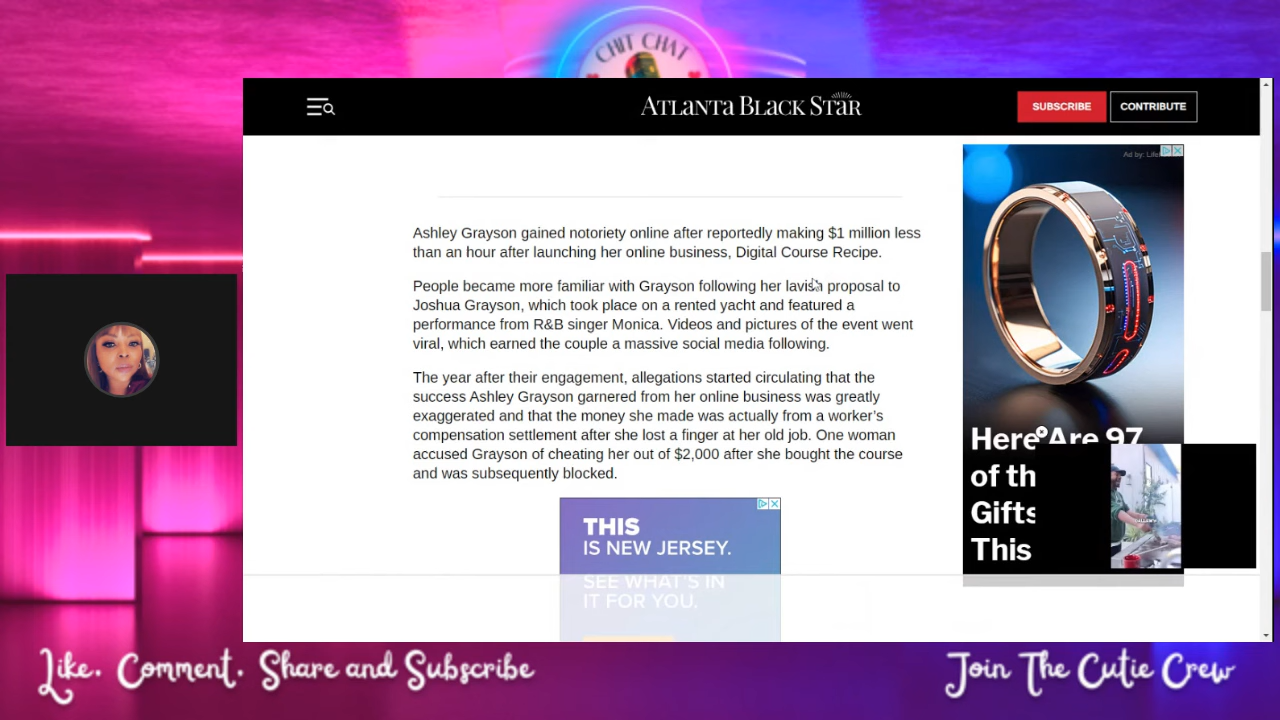 CHIT CHAT
ATLANTA BLACK STAR
SUBSCRIBE
CONTRIBUTE
Ashley Grayson gained notoriety online after reportedly making $1 million less
than an hour after launching her online business, Digital Course Recipe.
People became more familiar with Grayson following her lavish proposal to
Joshua Grayson, which took place on a rented yacht and featured a
performance from R&B singer Monica. Videos and pictures of the event went
viral, which earned the couple a massive social media following.
The year after their engagement, allegations started circulating that the
success Ashley Grayson garnered from her online business was greatly
exaggerated and that the money she made was actually from a worker’s
compensation settlement after she lost a finger at her old job. One woman
accused Grayson of cheating her out of $2,000 after she bought the course
and was subsequently blocked.
THIS
IS NEW JERSEY.
SEE WHAT'S IN
IT FOR YOU.
Ad by:
Here Are 97
of th
Gifts
This
Like. Comment. Share and Subscribe
Join The Cutie Crew